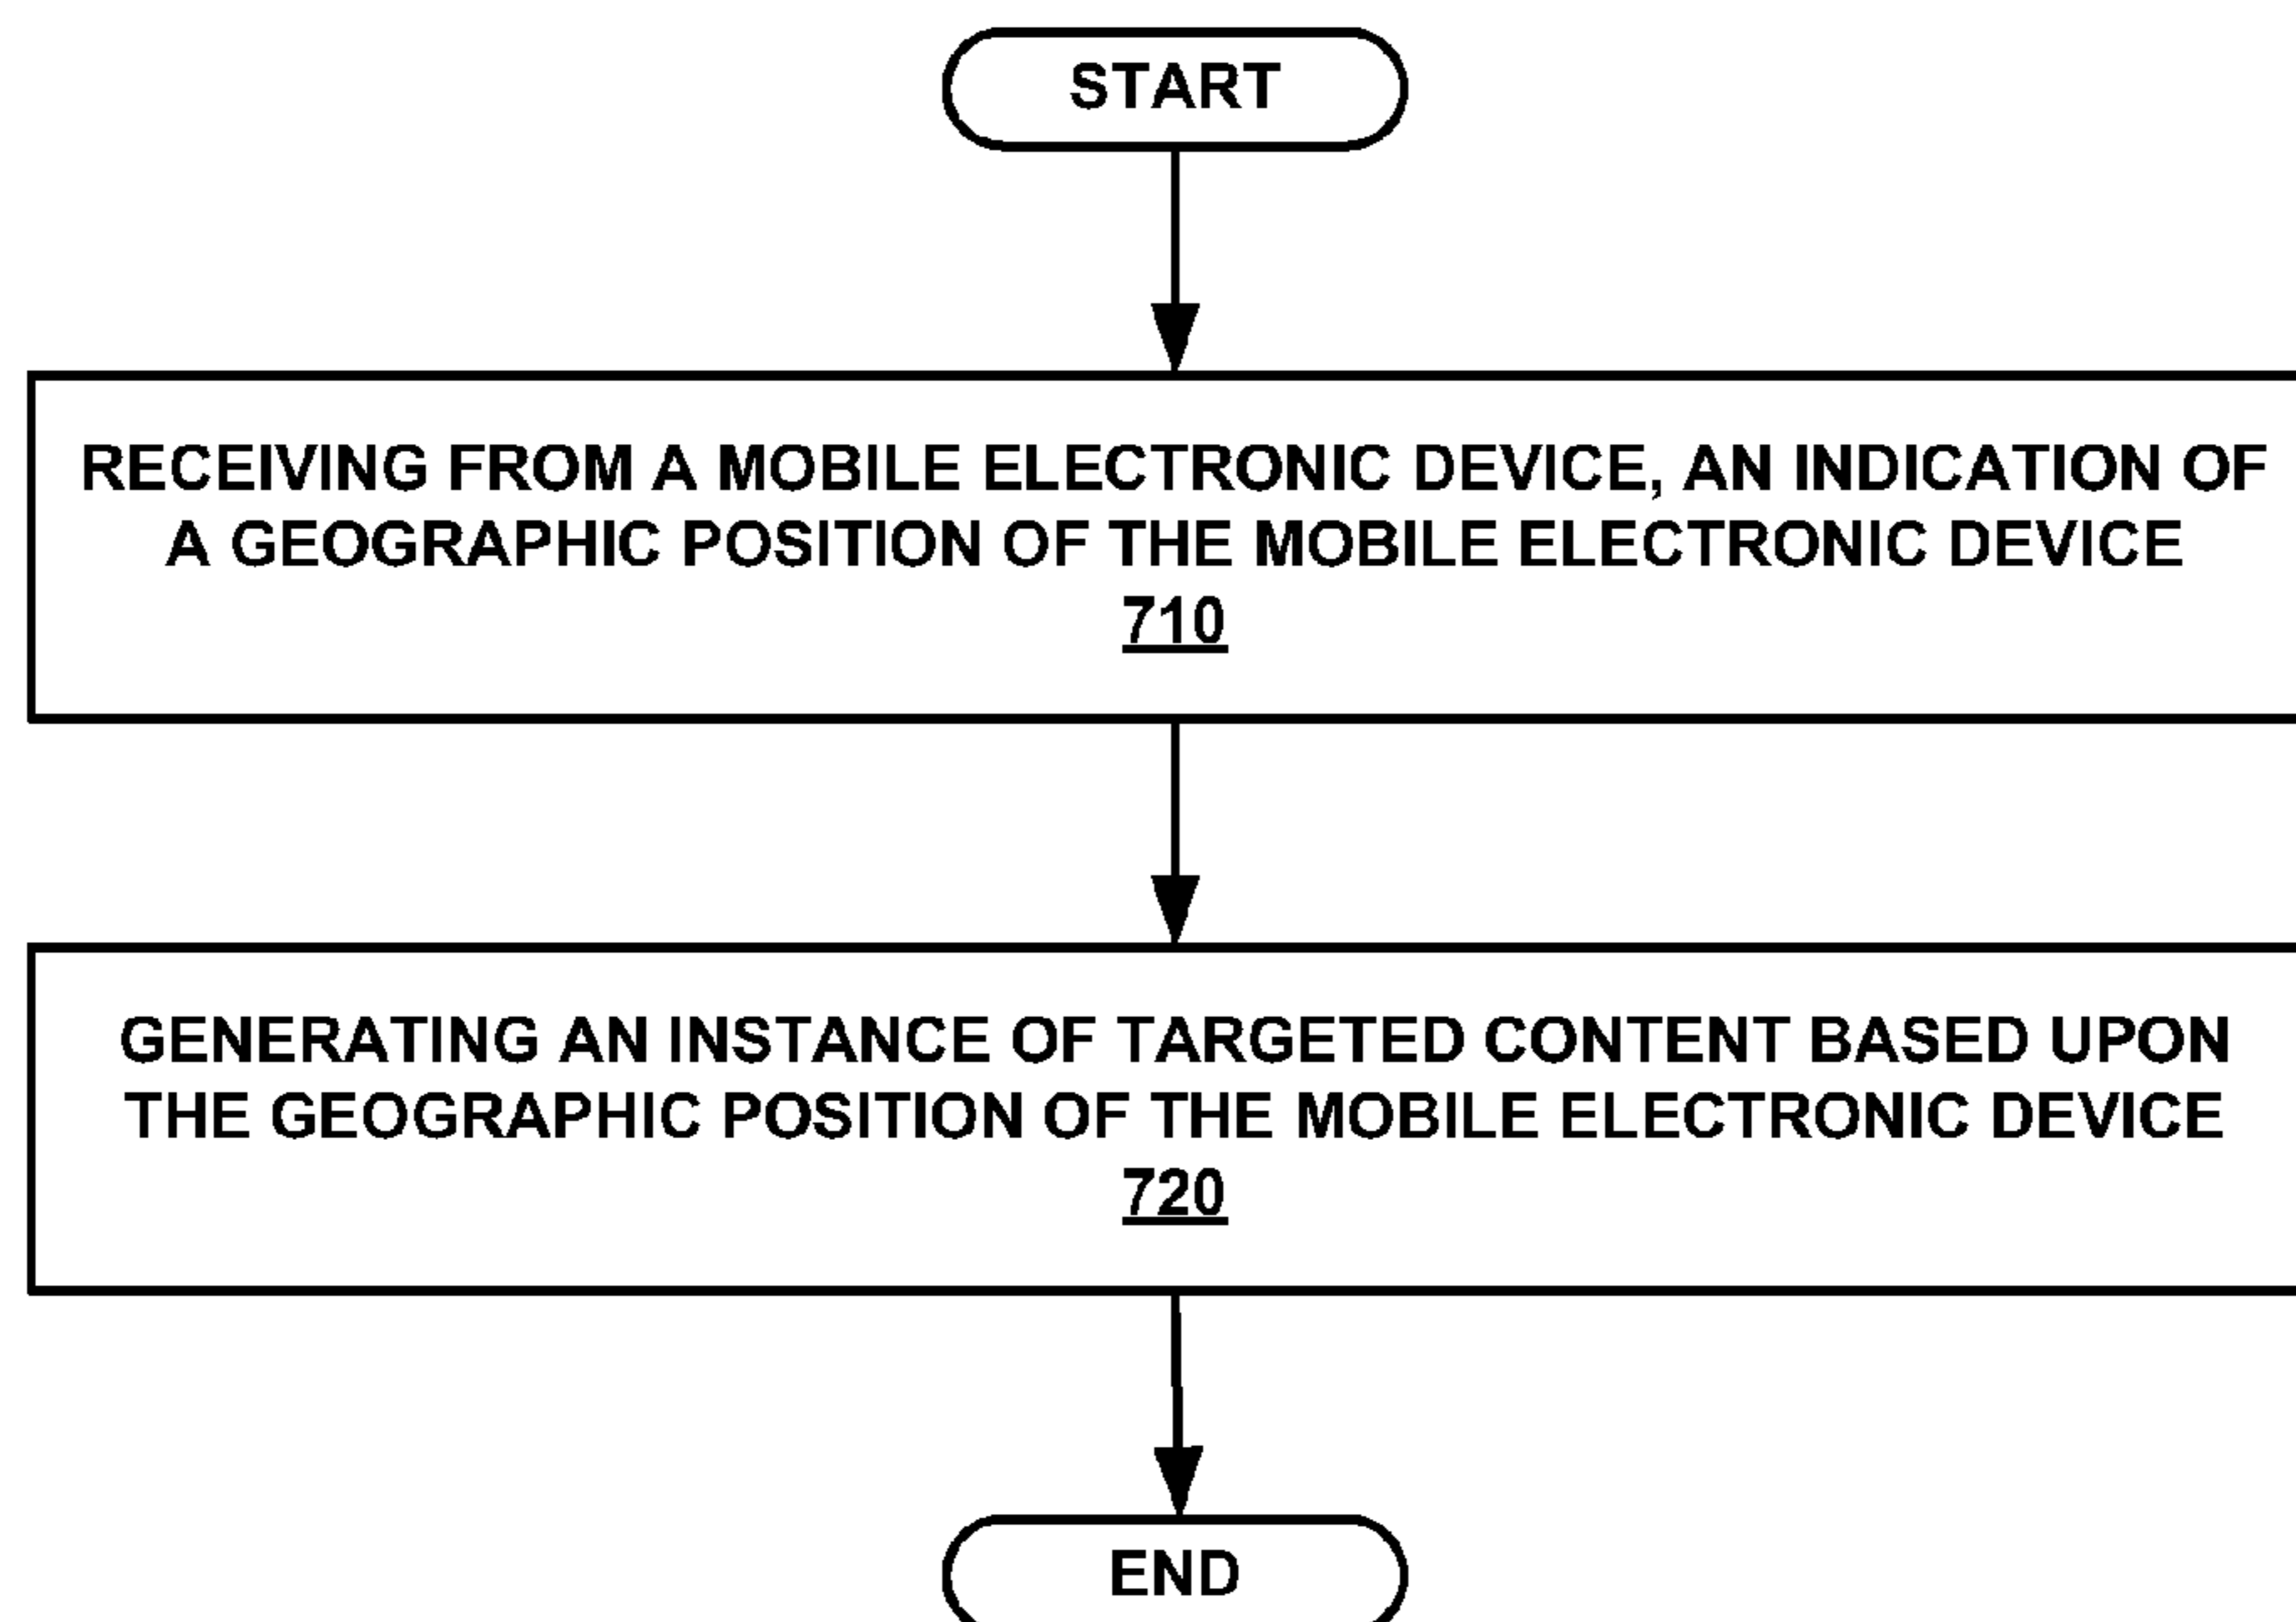 START
RECEIVING FROM A MOBILE ELECTRONIC DEVICE, AN INDICATION OF
A GEOGRAPHIC POSITION OF THE MOBILE ELECTRONIC DEVICE
710
GENERATING AN INSTANCE OF TARGETED CONTENT BASED UPON
THE GEOGRAPHIC POSITION OF THE MOBILE ELECTRONIC DEVICE
720
END